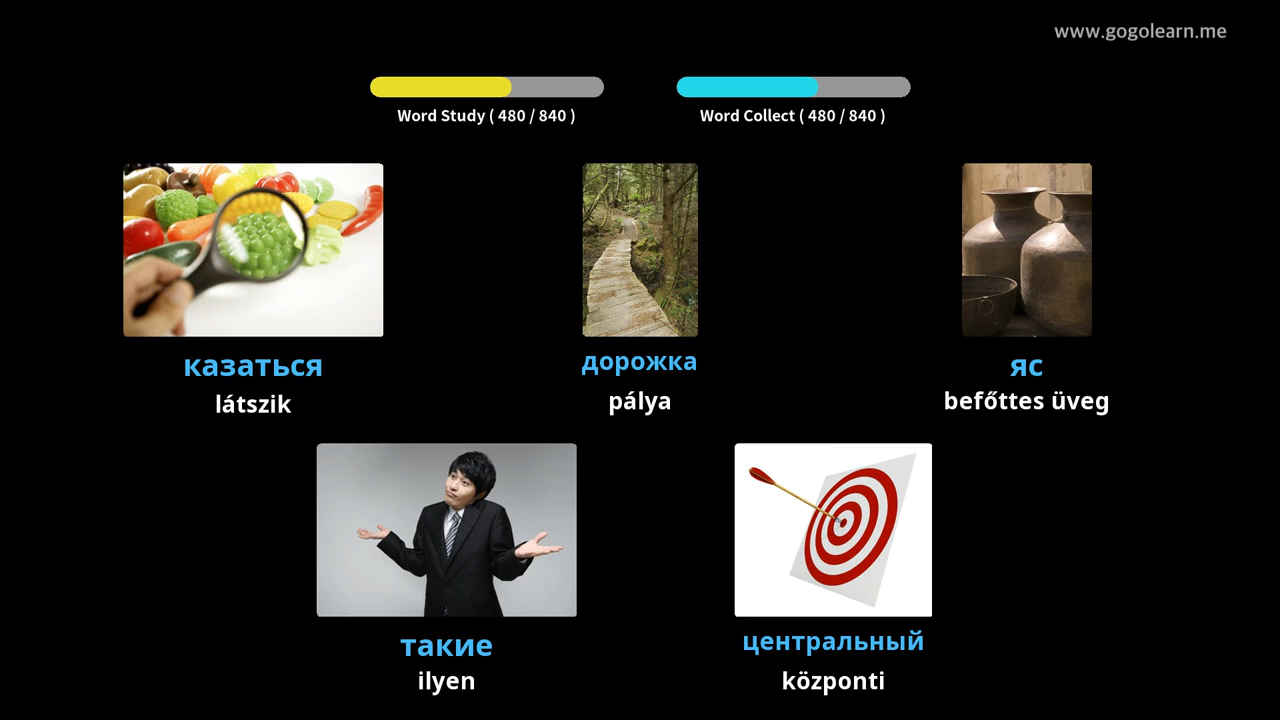 www.gogolearn.me
Word Study ( 480 / 840 )
Word Collect ( 480 / 840 )
казаться
látszik
дорожка
pálya
яс
befőttes üveg
такие
ilyen
центральный
központi